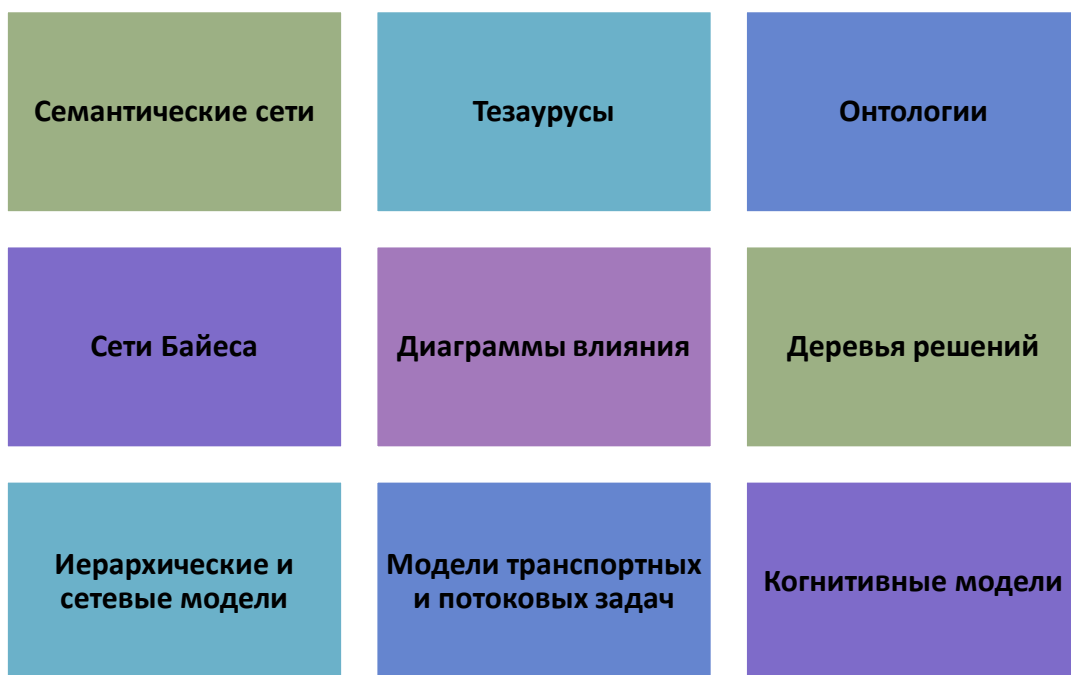 Семантические сети
Тезаурусы
Онтологии
Сети Байеса
Диаграммы влияния
Деревья решений
Иерархические и
сетевые модели
Модели транспортных
и потоковых задач
Когнитивные модели